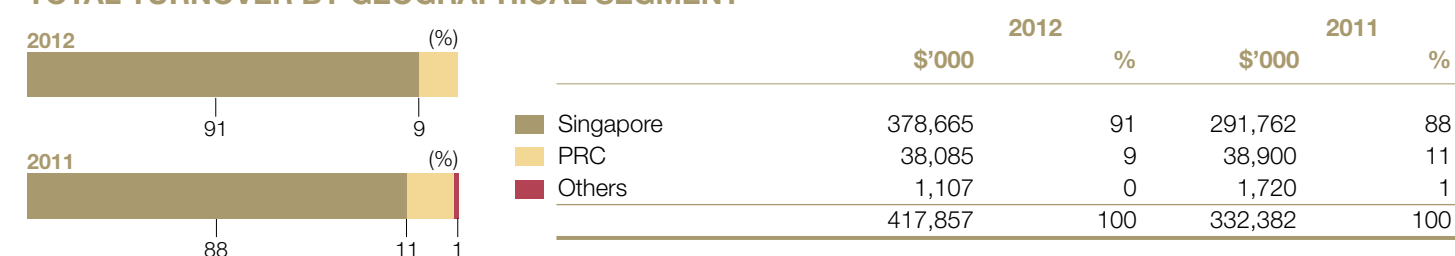 2012 (%)
91 9
2011 (%)
88 11 1
2012 2011
$'000 % $'000 %
Singapore 378,665 91 291,762 88
PRC 38,085 9 38,900 11
Others 1,107 0 1,720 1
417,857 100 332,382 100